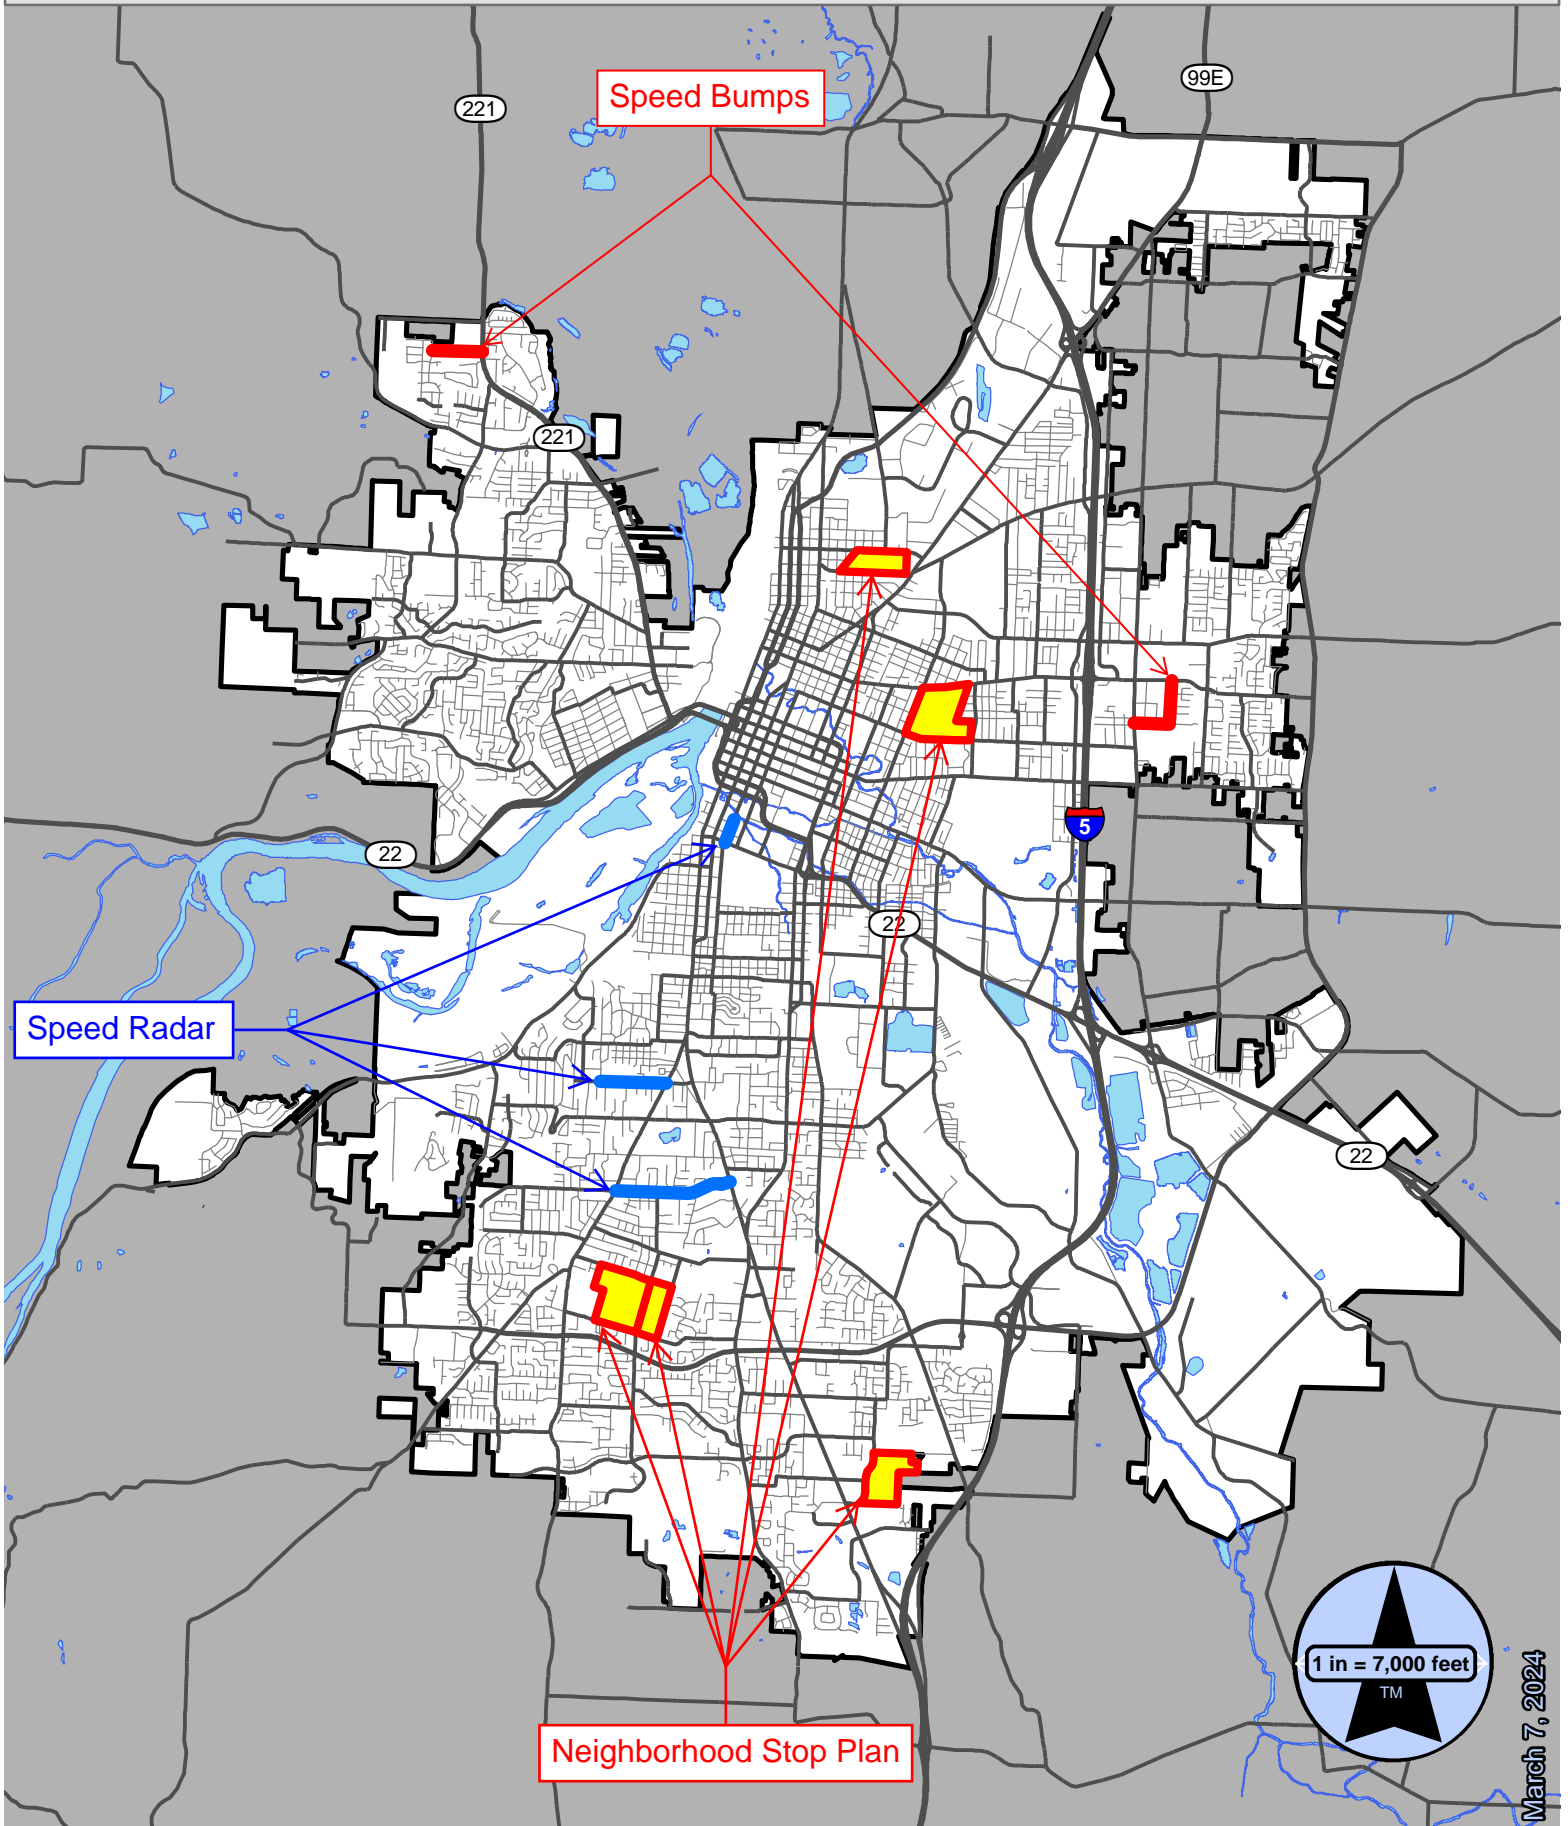 99E
Speed Bumps
221
221
5
22
22
Speed Radar
22
1 in = 7,000 feet
TM
Neighborhood Stop Plan
March 7, 2024